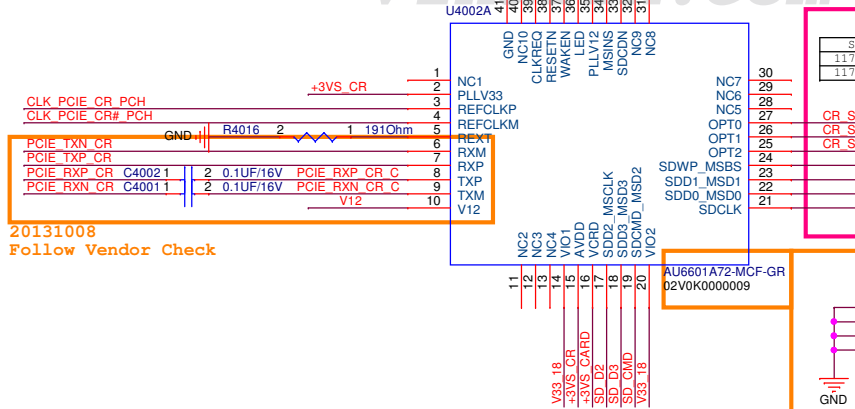 U4002A
41
40
39
38
37
36
35
34
33
32
31
GND
NC10
CLKREQ
RESETN
WAKEN
LED
PLLV12
MSINS
SDCDN
NC9
NC8
1 NC1
+3VS_CR 2 PLLV33
CLK_PCIE_CR_PCH 3 REFCLKP
CLK_PCIE_CR#_PCH 4 REFCLKM
GND R4016 2 1 191Ohm 5 REXT
PCIE_TXN_CR 6 RXM
PCIE_TXP_CR 7 RXP
PCIE_RXP_CR C4002 1 2 0.1UF/16V PCIE_RXP_CR_C 8 TXP
PCIE_RXN_CR C4001 1 2 0.1UF/16V PCIE_RXN_CR_C 9 TXM
V12 10 V12
NC7 30
NC6 29
NC5 28
OPT0 27 CR_S
OPT1 26 CR_S
OPT2 25 CR_S
SDWP_MSBS 24
SDD1_MSD1 23
SDD0_MSD0 22
SDCLK 21
S
117
117
20131008
Follow Vendor Check
NC2
NC3
NC4
VIO1
AVDD
VCRD
SDD2_MSCLK
SDD3_MSD3
SDCMD_MSD2
VIO2
11
12
13
14
15
16
17
18
19
20
AU6601A72-MCF-GR
02V0K0000009
V33_18
+3VS_CR
+3VS_CARD
SD_D2
SD_D3
SD_CMD
V33_18
GND